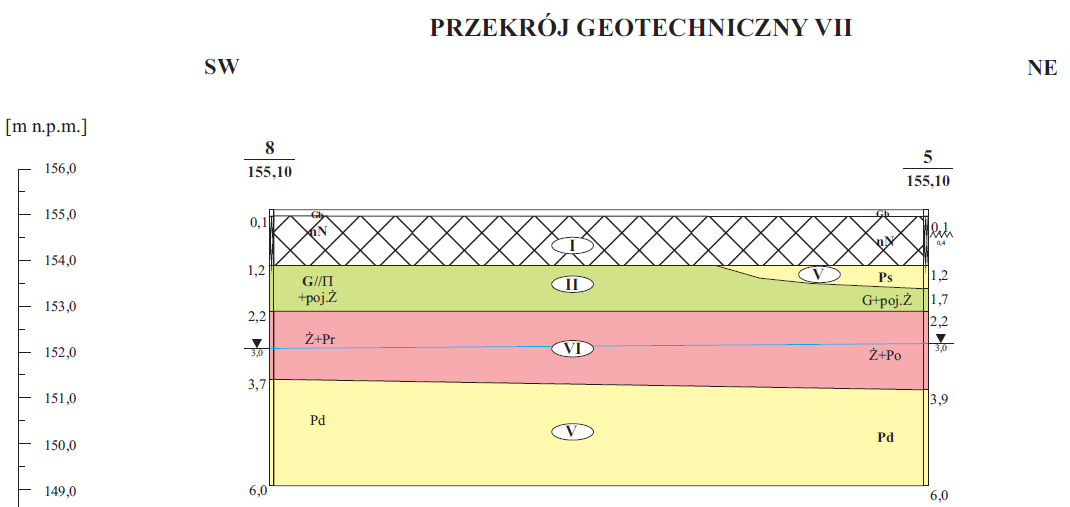 PRZEKRÓJ GEOTECHNICZNY VII
SW
NE
[m n.p.m.]
156,0
155,0
154,0
153,0
152,0
151,0
150,0
149,0
8
155,10
5
155,10
0,1
Gb
nN
I
Gb
nN
0,1
0,4
1,2
G//Π
+poj.Ż
II
V
Ps
G+poj.Ż
1,2
1,7
2,2
2,2
Ż+Pr
3,0
VI
Ż+Po
3,0
3,7
3,9
Pd
V
Pd
6,0
6,0